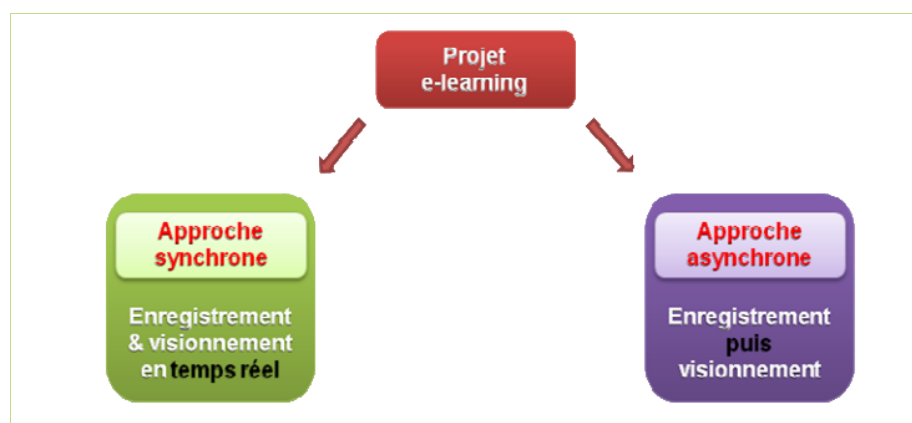 Projet
e-learning
Approche
synchrone
Enregistrement
& visionnement
en temps réel
Approche
asynchrone
Enregistrement
puis
visionnement